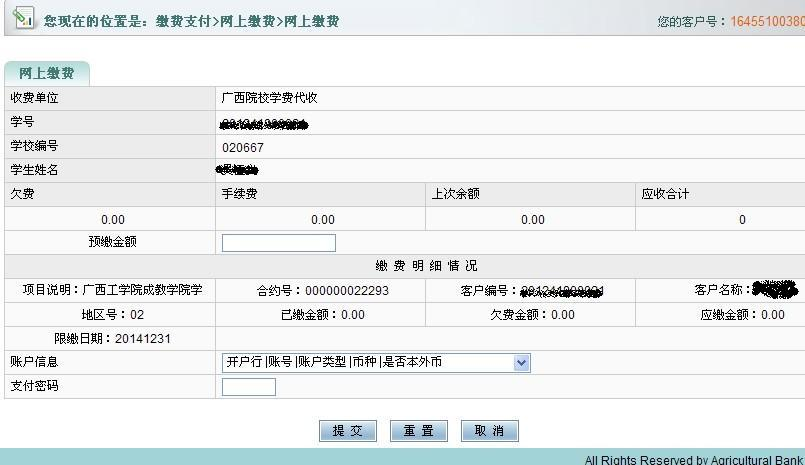 您现在的位置是：缴费支付>网上缴费>网上缴费 您的客户号：16455100380
网上缴费
收费单位 广西院校学费代收
学号
学校编号 020667
学生姓名
欠费 手续费 上次余额 应收合计
0.00 0.00 0.00 0
预缴金额
缴费明细情况
项目说明：广西工学院成教学院学 合约号：000000022293 客户编号： 客户名称：
地区号：02 已缴金额：0.00 欠费金额：0.00 应缴金额：0.00
限缴日期：20141231
账户信息 开户行|账号|账户类型|币种|是否本外币
支付密码
提交 重置 取消
All Rights Reserved by Agricultural Bank